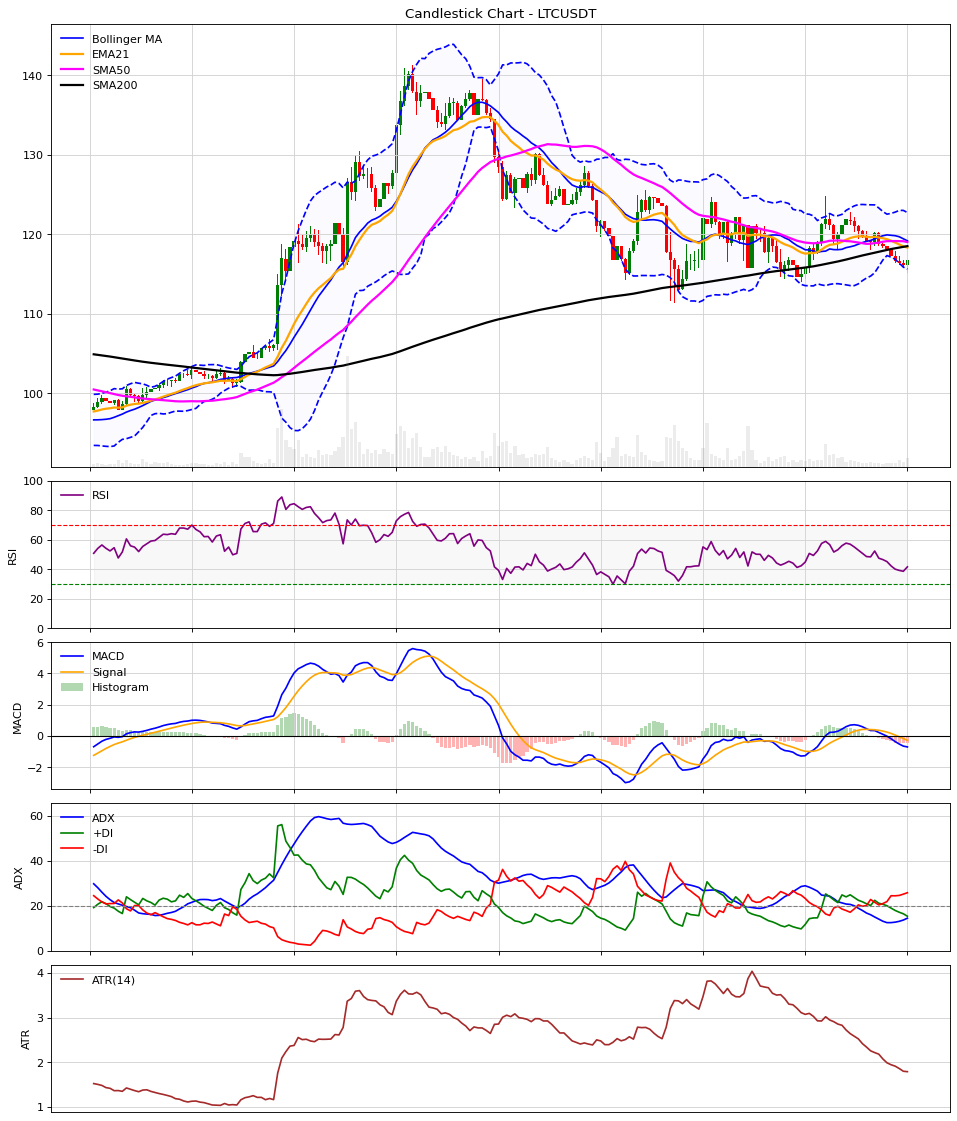 Candlestick Chart - LTCUSDT
Bollinger MA
EMA21
SMA50
SMA200
140
130
120
110
100
RSI
100
80
60
40
20
0
RSI
MACD
Signal
Histogram
6
4
2
0
−2
MACD
ADX
+DI
-DI
60
40
20
0
ADX
ATR(14)
4
3
2
1
ATR